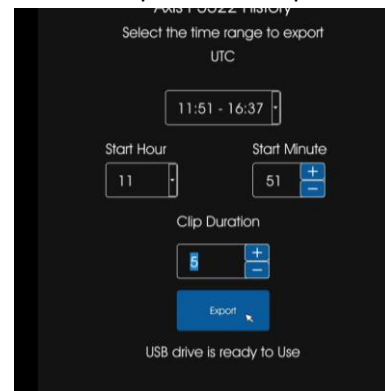 History
Select the time range to export
UTC
11:51 - 16:37
Start Hour
Start Minute
11
51
+
−
Clip Duration
5
+
−
Export
USB drive is ready to Use